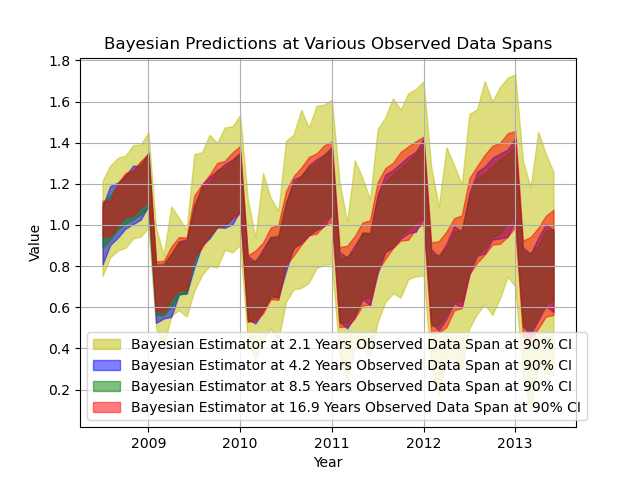 Bayesian Predictions at Various Observed Data Spans
1.8
1.6
1.4
1.2
1.0
0.8
0.6
0.4
0.2
Value
Bayesian Estimator at 2.1 Years Observed Data Span at 90% CI
Bayesian Estimator at 4.2 Years Observed Data Span at 90% CI
Bayesian Estimator at 8.5 Years Observed Data Span at 90% CI
Bayesian Estimator at 16.9 Years Observed Data Span at 90% CI
2009 2010 2011 2012 2013
Year